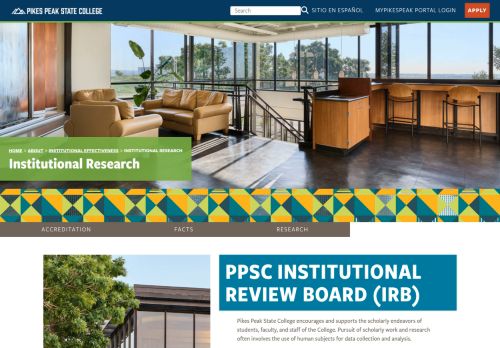 PIKES PEAK STATE COLLEGE
Search
SITIO EN ESPAÑOL
MYPIKESPEAK PORTAL LOGIN
APPLY
HOME > ABOUT > INSTITUTIONAL EFFECTIVENESS > INSTITUTIONAL RESEARCH
Institutional Research
ACCREDITATION
FACTS
RESEARCH
PPSC INSTITUTIONAL
REVIEW BOARD (IRB)
Pikes Peak State College encourages and supports the scholarly endeavors of
students, faculty, and staff of the College. Pursuit of scholarly work and research
often involves the use of human subjects for data collection and analysis.